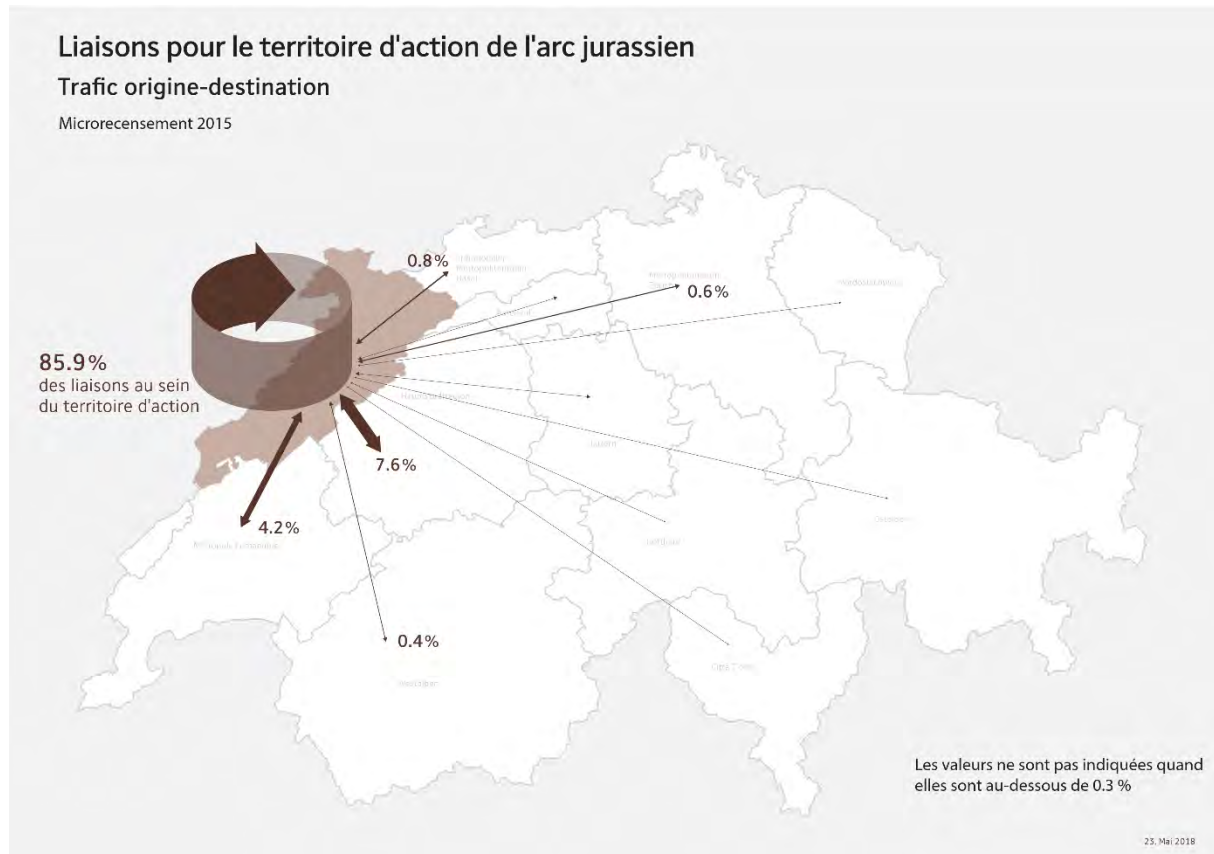 Liaisons pour le territoire d'action de l'arc jurassien
Trafic origine-destination
Microrecensement 2015
0.8%
0.6%
85.9%
des liaisons au sein
du territoire d'action
7.6%
4.2%
0.4%
Les valeurs ne sont pas indiquées quand
elles sont au-dessous de 0.3 %
23. Mai 2018